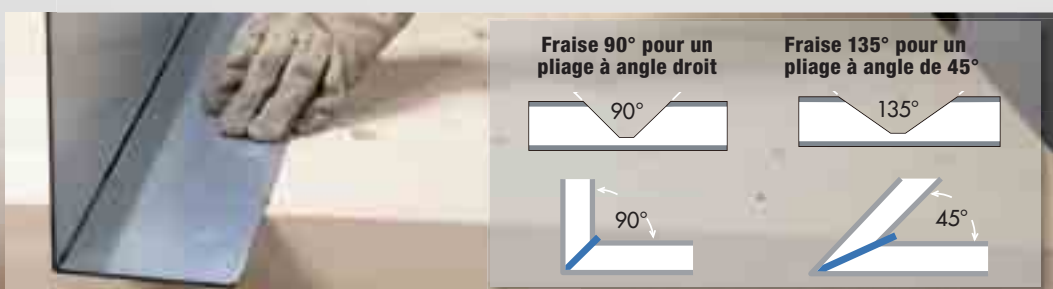 Fraise 90° pour un
pliage à angle droit
90°
90°
Fraise 135° pour un
pliage à angle de 45°
135°
45°